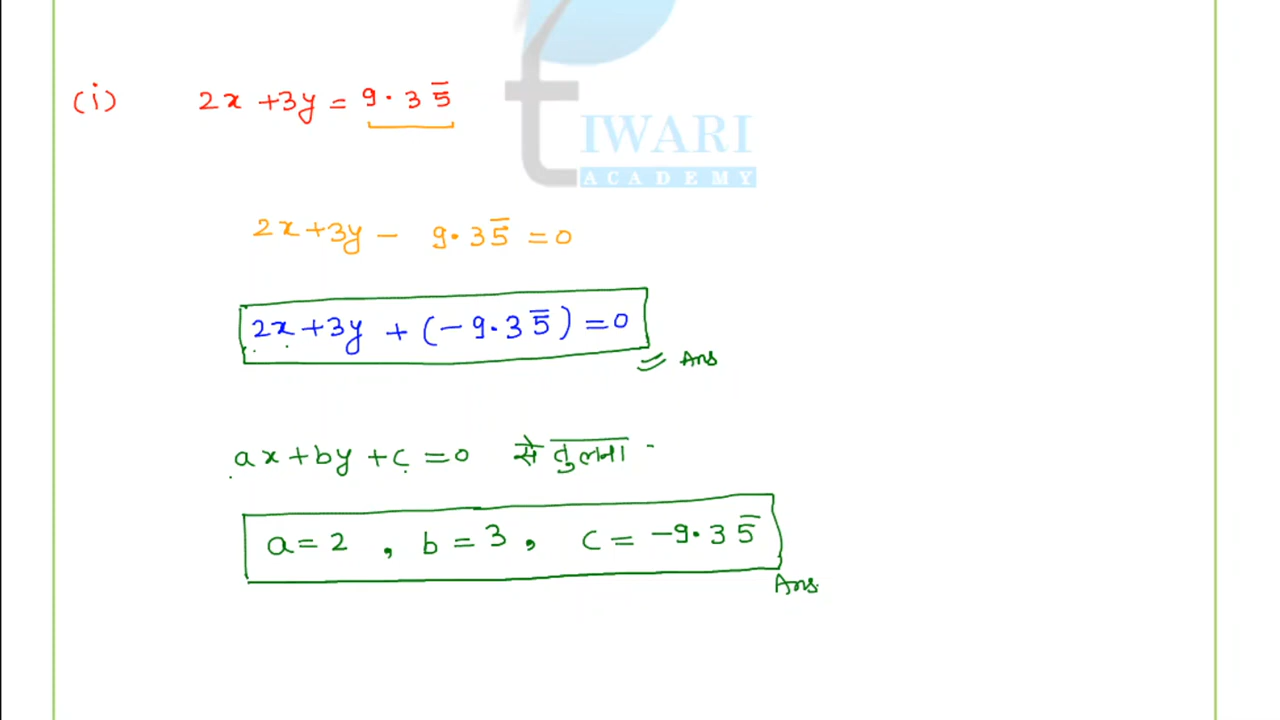 (i) 2x + 3y = 9.35̅
tIWARI
ACADEMY
2x + 3y - 9.35̅ = 0
2x + 3y + (-9.35̅) = 0
Ans
ax + by + c = 0 से तुलना -
a = 2 , b = 3 , c = -9.35̅
Ans.